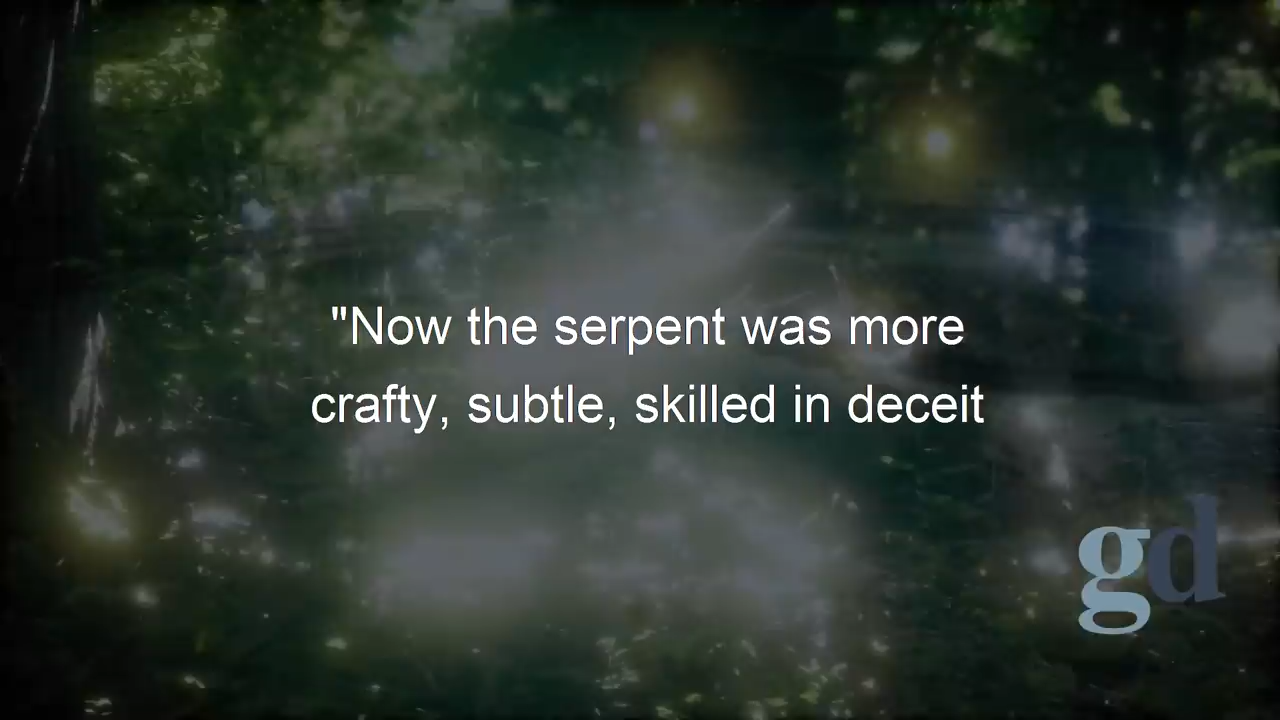 "Now the serpent was more
crafty, subtle, skilled in deceit
gd